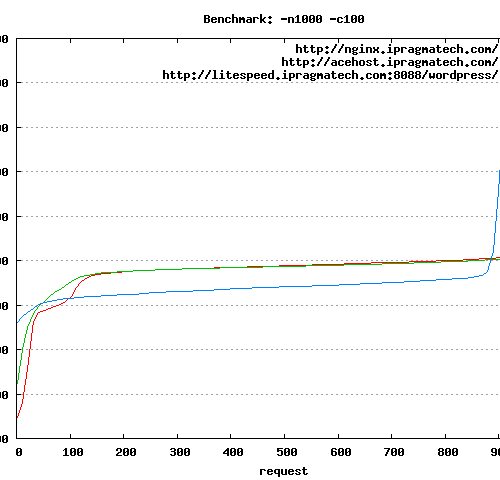 Benchmark: -n1000 -c100
http://nginx.ipragmatech.com/
http://acehost.ipragmatech.com/
http://litespeed.ipragmatech.com:8088/wordpress/
0 100 200 300 400 500 600 700 800
request